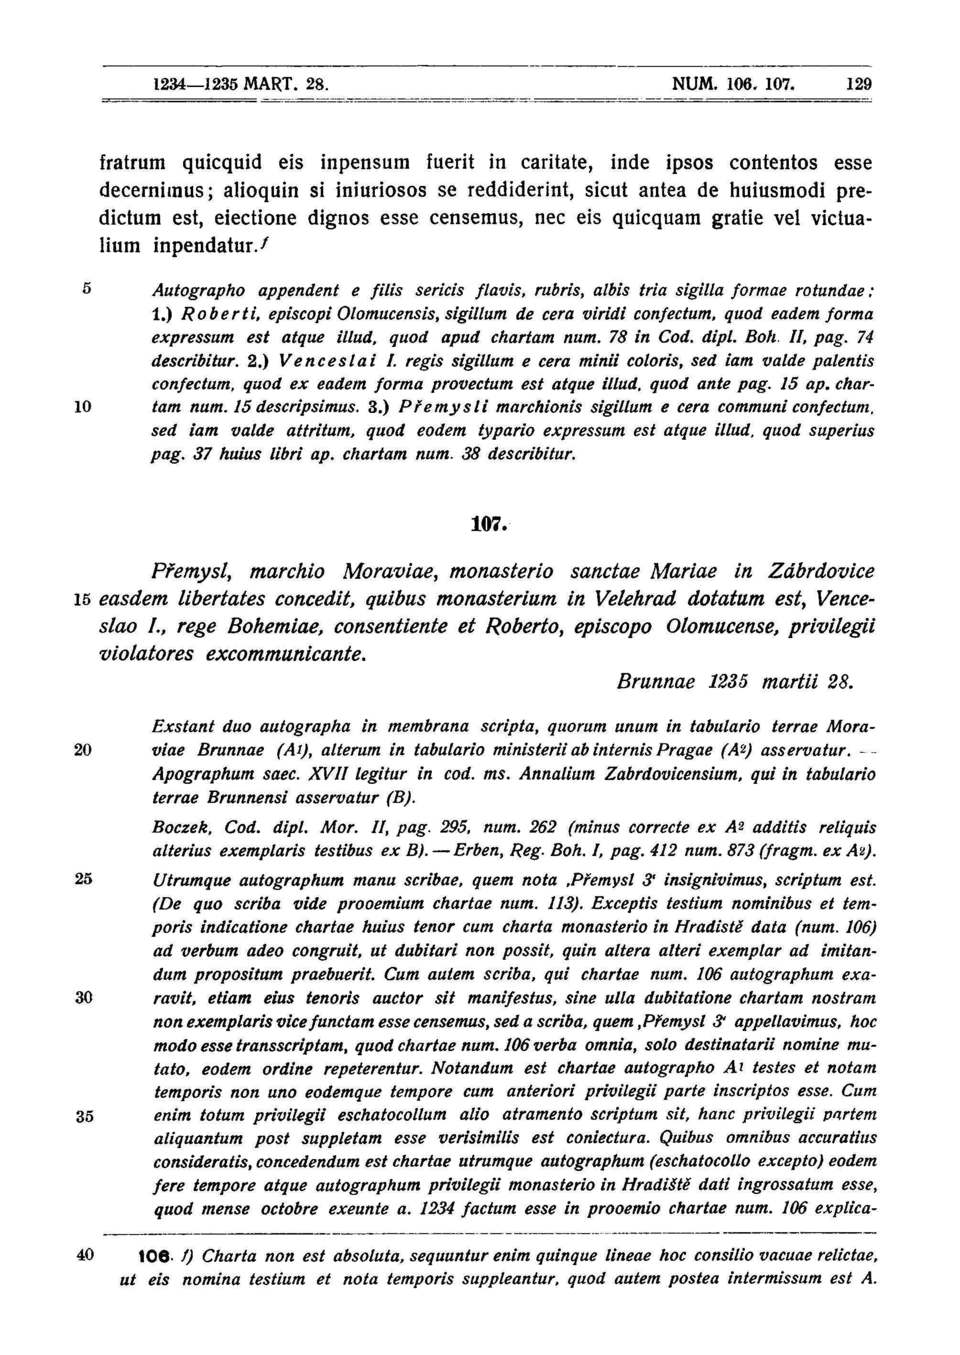 1234—1235 MART. 28. NUM. 106. 107. 129
fratrum quicquid eis inpensum fuerit in caritate, inde ipsos contentos esse
decernimus; alioquin si iniuriosos se reddiderint, sicut antea de huiusmodi pre-
dictum est, eiectione dignos esse censemus, nec eis quicquam gratie vel victua-
lium inpendatur.f
5 Autographo appendent e filis sericis flavis, rubris, albis tria sigilla formae rotundae:
1.) Roberti, episcopi Olomucensis, sigillum de cera viridi confectum, quod eadem forma
expressum est atque illud, quod apud chartam num. 78 in Cod. dipl. Boh. II, pag. 74
describitur. 2.) Venceslai I. regis sigillum e cera minii coloris, sed iam valde palentis
confectum, quod ex eadem forma provectum est atque illud, quod ante pag. 15 ap. char-
10 tam num. 15 descripsimus. 3.) Přemysli marchionis sigillum e cera communi confectum,
sed iam valde attritum, quod eodem typario expressum est atque illud, quod superius
pag. 37 huius libri ap. chartam num. 38 describitur.
107.
Přemysl, marchio Moraviae, monasterio sanctae Mariae in Zábrdovice
15 easdem libertates concedit, quibus monasterium in Velehrad dotatum est, Vence-
slao I., rege Bohemiae, consentiente et Roberto, episcopo Olomucense, privilegii
violatores excommunicante.
Brunnae 1235 martii 28.
Exstant duo autographa in membrana scripta, quorum unum in tabulario terrae Mora-
20 viae Brunnae (A1), alterum in tabulario ministerii ab internis Pragae (A2) asservatur. —
Apographum saec. XVII legitur in cod. ms. Annalium Zabrdovicensium, qui in tabulario
terrae Brunnensi asservatur (B).
Boczek, Cod. dipl. Mor. II, pag. 295, num. 262 (minus correcte ex A2 additis reliquis
alterius exemplaris testibus ex B). — Erben, Reg. Boh. I, pag. 412 num. 873 (fragm. ex A2).
25 Utrumque autographum manu scribae, quem nota ‚Přemysl 3‘ insignivimus, scriptum est.
(De quo scriba vide prooemium chartae num. 113). Exceptis testium nominibus et tem-
poris indicatione chartae huius tenor cum charta monasterio in Hradistě data (num. 106)
ad verbum adeo congruit, ut dubitari non possit, quin altera alteri exemplar ad imitan-
dum propositum praebuerit. Cum autem scriba, qui chartae num. 106 autographum exa-
30 ravit, etiam eius tenoris auctor sit manifestus, sine ulla dubitatione chartam nostram
non exemplaris vice functam esse censemus, sed a scriba, quem ‚Přemysl 3‘ appellavimus, hoc
modo esse transscriptam, quod chartae num. 106 verba omnia, solo destinatarii nomine mu-
tato, eodem ordine repeterentur. Notandum est chartae autographo A1 testes et notam
temporis non uno eodemque tempore cum anteriori privilegii parte inscriptos esse. Cum
35 enim totum privilegii eschatocollum alio atramento scriptum sit, hanc privilegii partem
aliquantum post suppletam esse verisimilis est coniectura. Quibus omnibus accuratius
consideratis, concedendum est chartae utrumque autographum (eschatocollo excepto) eodem
fere tempore atque autographum privilegii monasterio in Hradiště dati ingrossatum esse,
quod mense octobre exeunte a. 1234 factum esse in prooemio chartae num. 106 explica-
40 106. f) Charta non est absoluta, sequuntur enim quinque lineae hoc consilio vacuae relictae,
ut eis nomina testium et nota temporis suppleantur, quod autem postea intermissum est A.